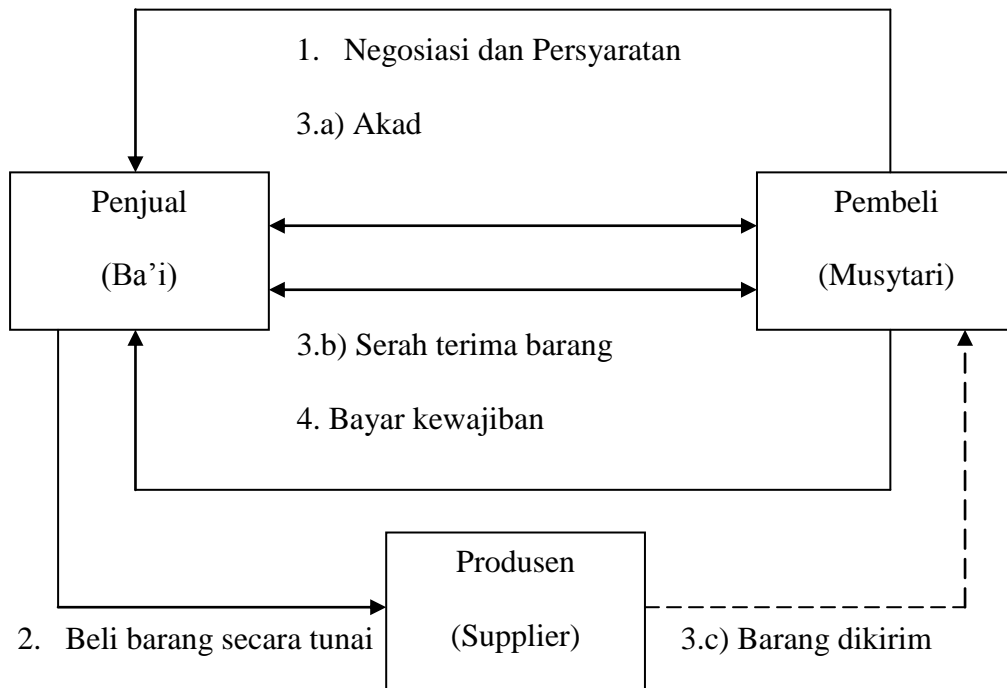 1. Negosiasi dan Persyaratan
3.a) Akad
Penjual
(Ba’i)
Pembeli
(Musytari)
3.b) Serah terima barang
4. Bayar kewajiban
Produsen
(Supplier)
2. Beli barang secara tunai
3.c) Barang dikirim